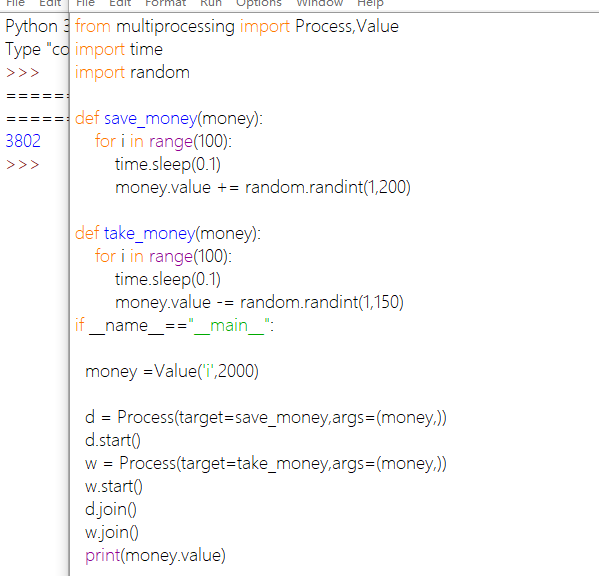 File Edit File Edit Format Run Options Window Help
Python 3
Type "co
>>>
======
======
3802
>>>
from multiprocessing import Process,Value
import time
import random
def save_money(money):
for i in range(100):
time.sleep(0.1)
money.value += random.randint(1,200)
def take_money(money):
for i in range(100):
time.sleep(0.1)
money.value -= random.randint(1,150)
if __name__=="__main__":
money =Value('i',2000)
d = Process(target=save_money,args=(money,))
d.start()
w = Process(target=take_money,args=(money,))
w.start()
d.join()
w.join()
print(money.value)